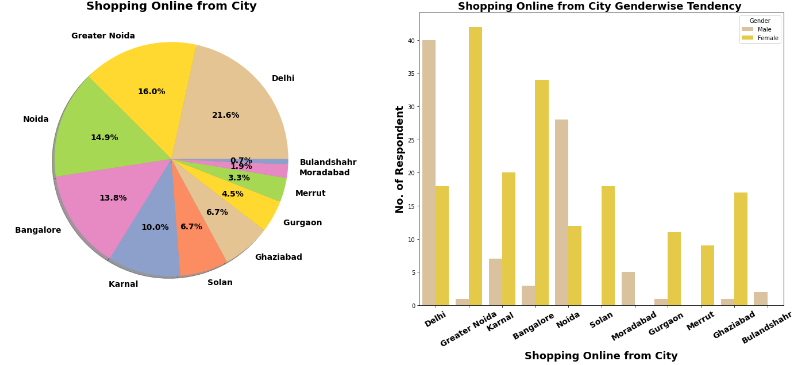 Shopping Online from City
Greater Noida
Delhi
Noida
Bangalore
Karnal
Solan
Ghaziabad
Gurgaon
Merrut
Moradabad
Bulandshahr
21.6%
16.0%
14.9%
13.8%
10.0%
6.7%
6.7%
4.5%
3.3%
1.9%
0.7%
Shopping Online from City Genderwise Tendency
Gender
Male
Female
No. of Respondent
40
35
30
25
20
15
10
5
0
Delhi
Greater Noida
Karnal
Bangalore
Noida
Solan
Moradabad
Gurgaon
Merrut
Ghaziabad
Bulandshahr
Shopping Online from City